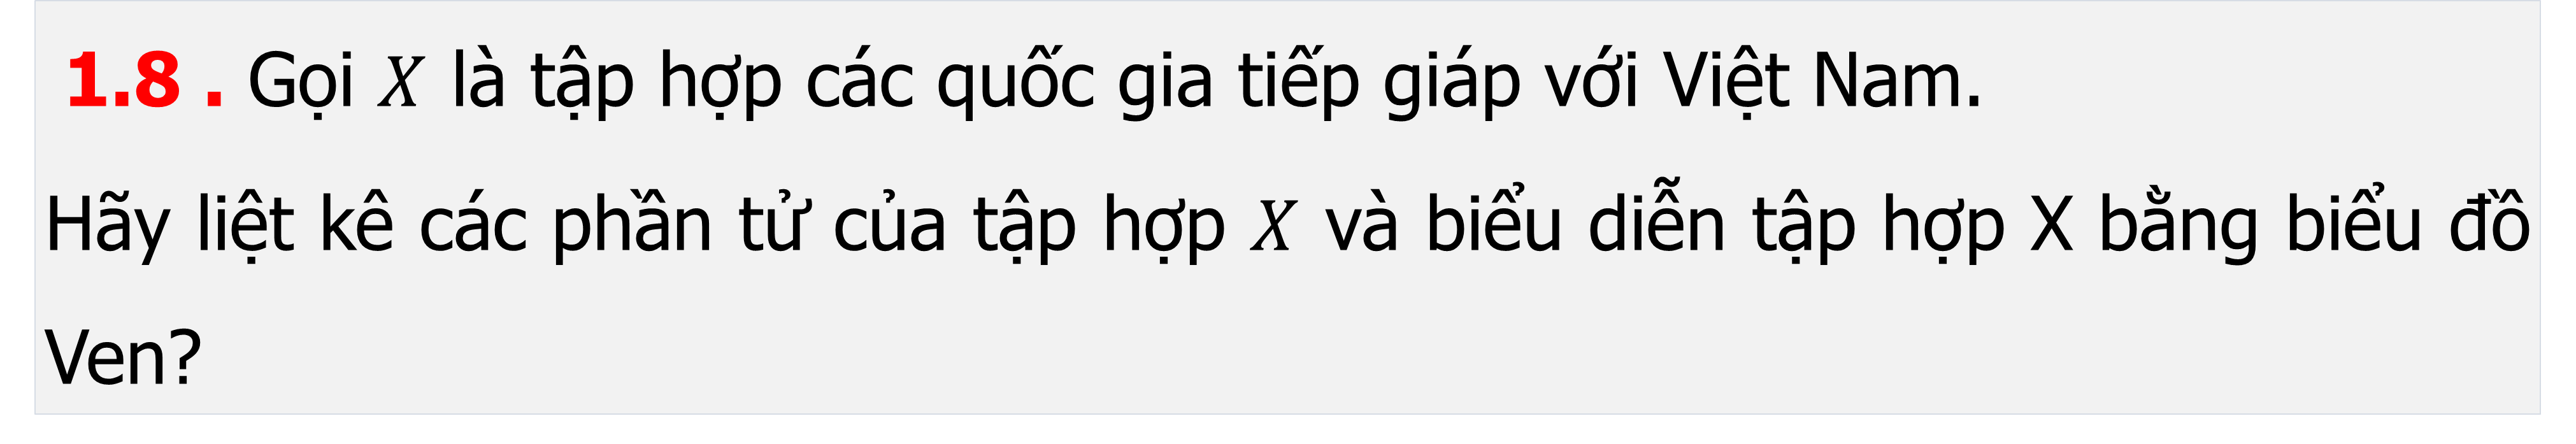 1.8 . Gọi X là tập hợp các quốc gia tiếp giáp với Việt Nam.
Hãy liệt kê các phần tử của tập hợp X và biểu diễn tập hợp X bằng biểu đồ
Ven?